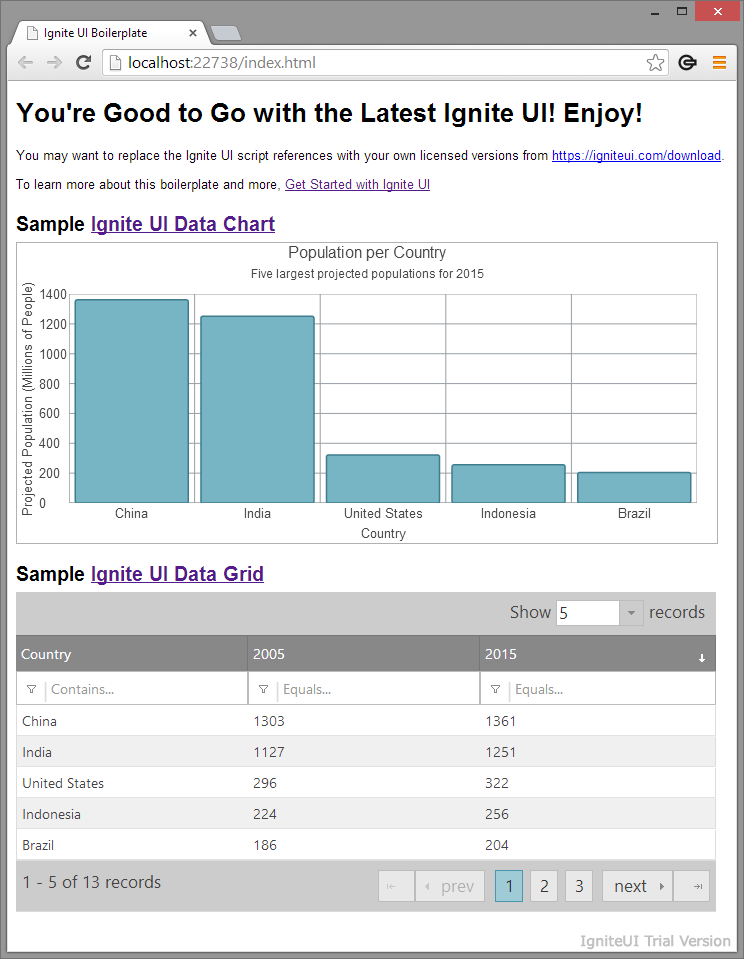 Ignite UI Boilerplate
localhost:22738/index.html
You're Good to Go with the Latest Ignite UI! Enjoy!
You may want to replace the Ignite UI script references with your own licensed versions from https://igniteui.com/download.
To learn more about this boilerplate and more, Get Started with Ignite UI
Sample Ignite UI Data Chart
Population per Country
Five largest projected populations for 2015
Projected Population (Millions of People)
1400
1200
1000
800
600
400
200
0
China India United States Indonesia Brazil
Country
Sample Ignite UI Data Grid
Show 5 records
Country 2005 2015
Contains... Equals... Equals...
China 1303 1361
India 1127 1251
United States 296 322
Indonesia 224 256
Brazil 186 204
1 - 5 of 13 records prev 1 2 3 next
IgniteUI Trial Version